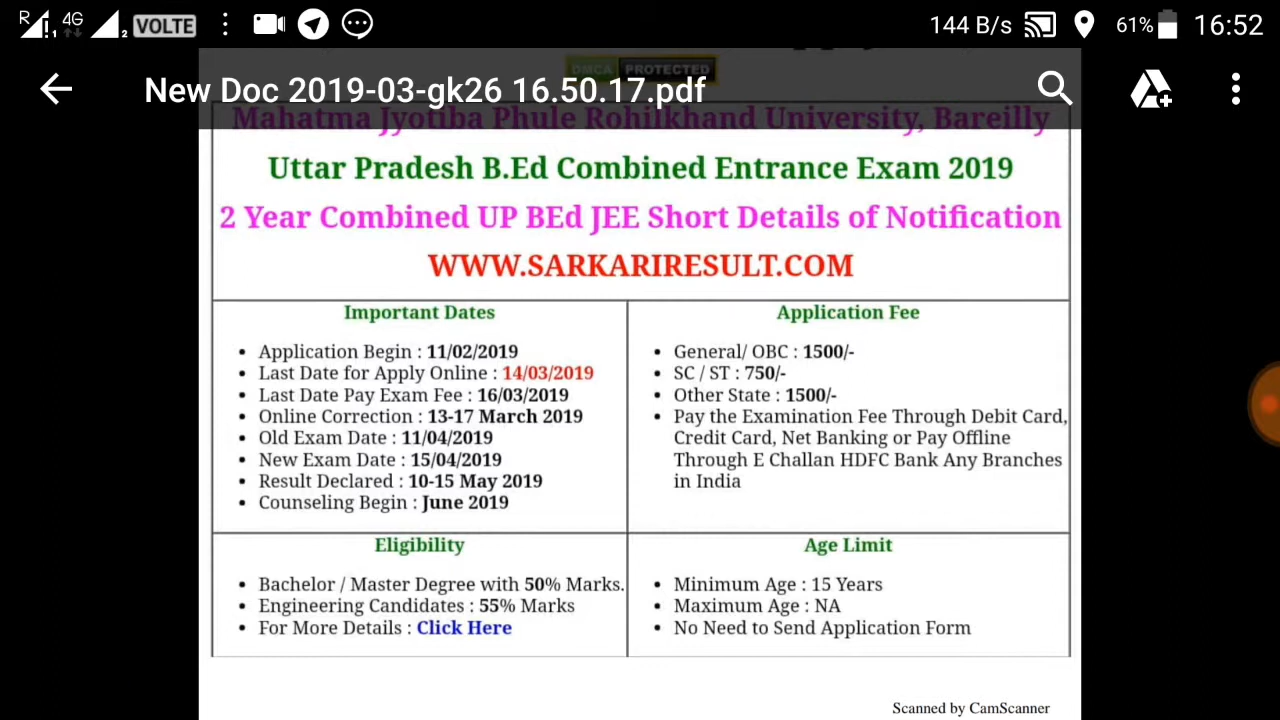 R 4G VOLTE 144 B/s 61% 16:52
New Doc 2019-03-gk26 16.50.17.pdf
DMCA PROTECTED
Mahatma Jyotiba Phule Rohilkhand University, Bareilly
Uttar Pradesh B.Ed Combined Entrance Exam 2019
2 Year Combined UP BEd JEE Short Details of Notification
WWW.SARKARIRESULT.COM
Important Dates
• Application Begin : 11/02/2019
• Last Date for Apply Online : 14/03/2019
• Last Date Pay Exam Fee : 16/03/2019
• Online Correction : 13-17 March 2019
• Old Exam Date : 11/04/2019
• New Exam Date : 15/04/2019
• Result Declared : 10-15 May 2019
• Counseling Begin : June 2019
Application Fee
• General/ OBC : 1500/-
• SC / ST : 750/-
• Other State : 1500/-
• Pay the Examination Fee Through Debit Card,
Credit Card, Net Banking or Pay Offline
Through E Challan HDFC Bank Any Branches
in India
Eligibility
• Bachelor / Master Degree with 50% Marks.
• Engineering Candidates : 55% Marks
• For More Details : Click Here
Age Limit
• Minimum Age : 15 Years
• Maximum Age : NA
• No Need to Send Application Form
Scanned by CamScanner